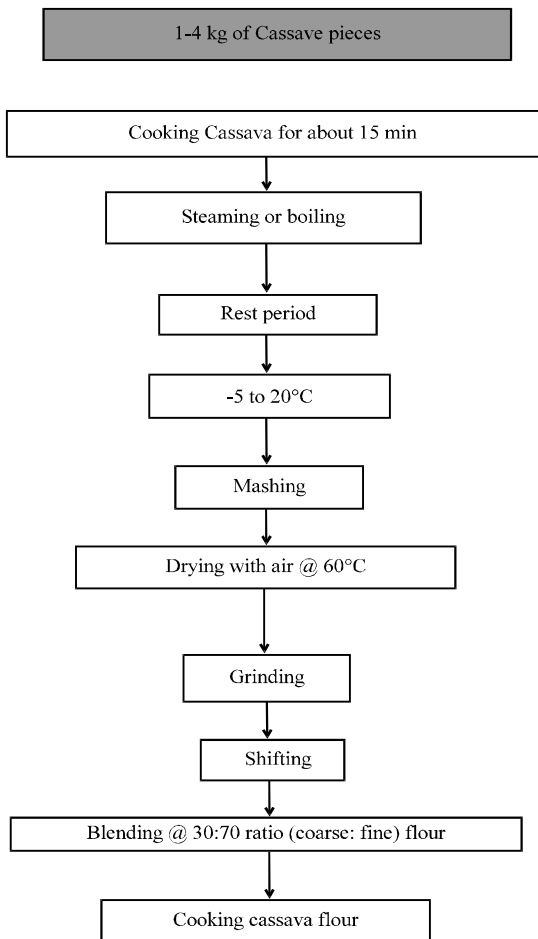 1-4 kg of Cassave pieces
Cooking Cassava for about 15 min
Steaming or boiling
Rest period
-5 to 20°C
Mashing
Drying with air @ 60°C
Grinding
Shifting
Blending @ 30:70 ratio (coarse: fine) flour
Cooking cassava flour